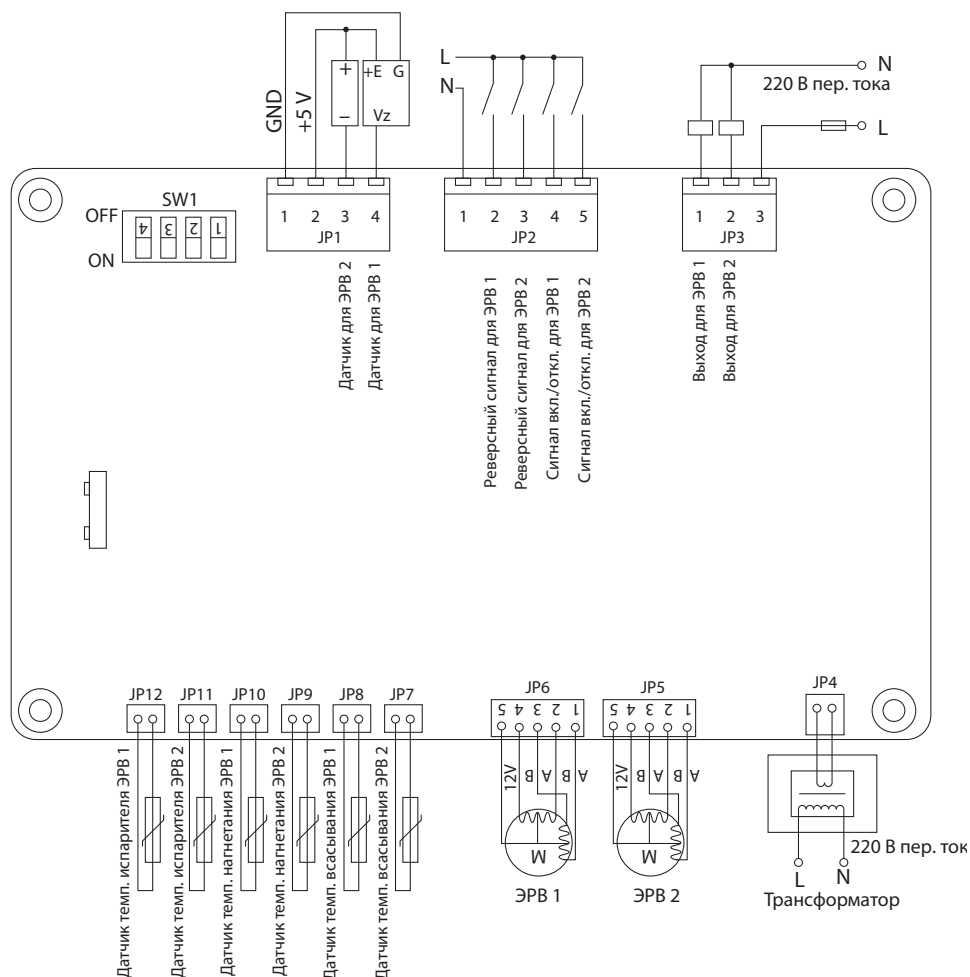 GND
+5 V
+
−
+E G
Vz
L
N
N
220 В пер. тока
L
SW1
OFF
ON
4 3 2 1
1 2 3 4
JP1
1 2 3 4 5
JP2
1 2 3
JP3
Датчик для ЭРВ 2
Датчик для ЭРВ 1
Реверсный сигнал для ЭРВ 1
Реверсный сигнал для ЭРВ 2
Сигнал вкл./откл. для ЭРВ 1
Сигнал вкл./откл. для ЭРВ 2
Выход для ЭРВ 1
Выход для ЭРВ 2
JP12
JP11
JP10
JP9
JP8
JP7
JP6
JP5
JP4
5 4 3 2 1
5 4 3 2 1
12V B A B A
12V B A B A
M
M
ЭРВ 1
ЭРВ 2
Датчик темп. испарителя ЭРВ 1
Датчик темп. испарителя ЭРВ 2
Датчик темп. нагнетания ЭРВ 1
Датчик темп. нагнетания ЭРВ 2
Датчик темп. всасывания ЭРВ 1
Датчик темп. всасывания ЭРВ 2
220 В пер. ток
L N
Трансформатор